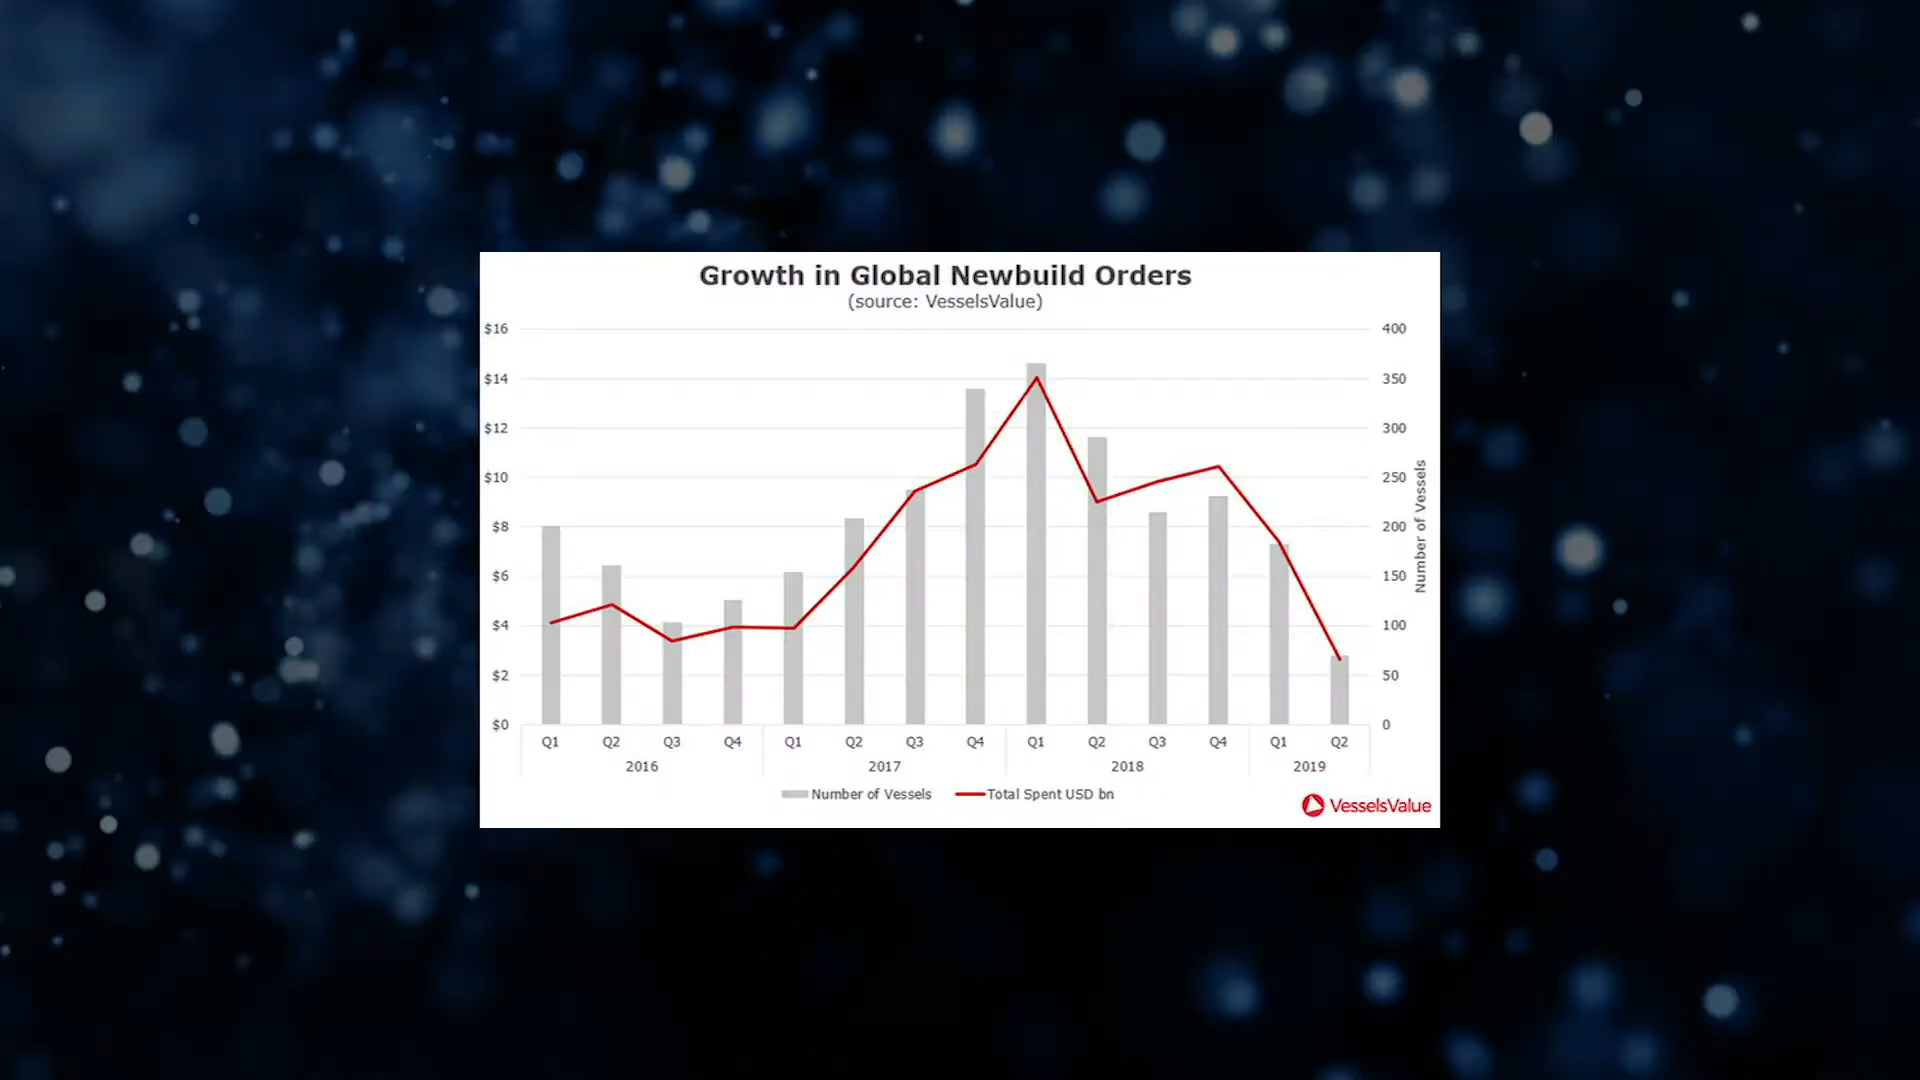 Growth in Global Newbuild Orders
(source: VesselsValue)
$16
$14
$12
$10
$8
$6
$4
$2
$0
400
350
300
250
200
150
100
50
0
Number of Vessels
Q1 Q2 Q3 Q4 Q1 Q2 Q3 Q4 Q1 Q2 Q3 Q4 Q1 Q2
2016 2017 2018 2019
Number of Vessels Total Spent USD bn
VesselsValue